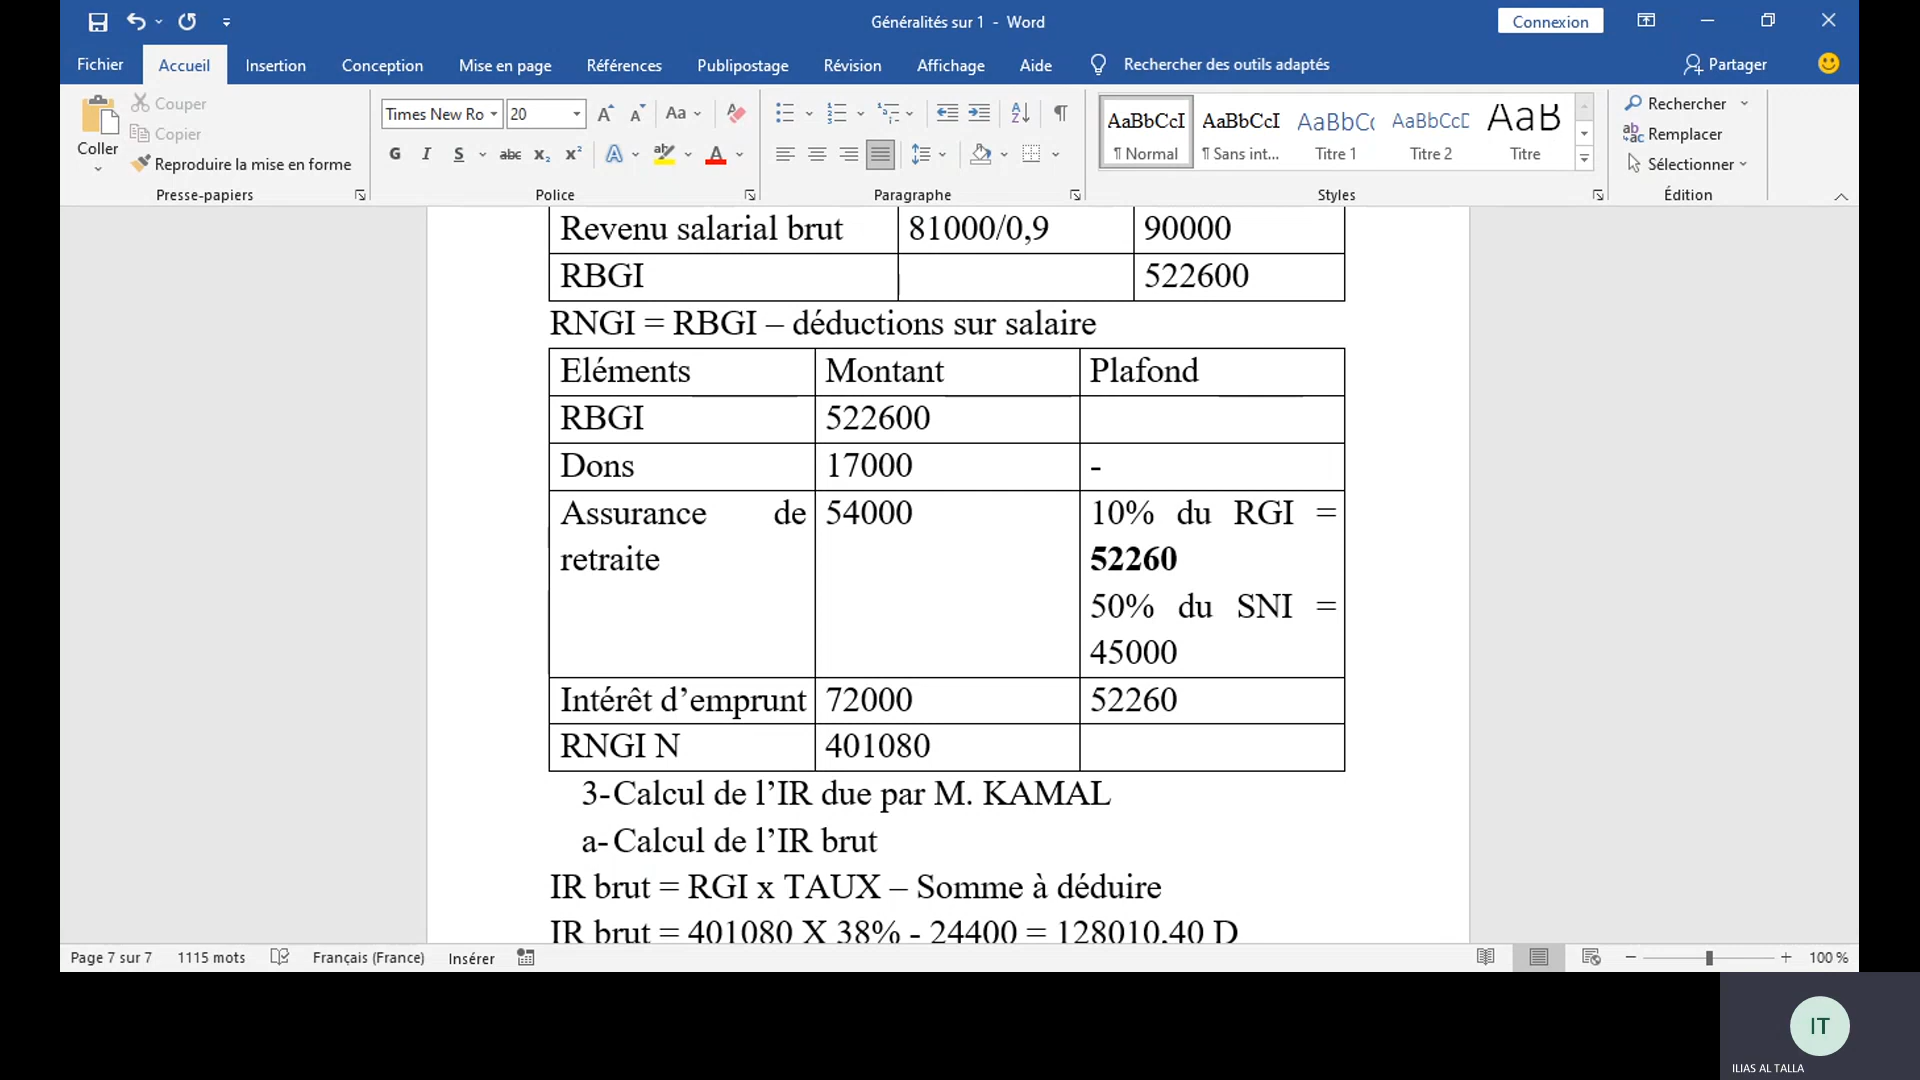 Généralités sur 1 - Word
Connexion
Fichier Accueil Insertion Conception Mise en page Références Publipostage Révision Affichage Aide Rechercher des outils adaptés Partager
Coller
Couper
Copier
Reproduire la mise en forme
Presse-papiers
Times New Ro 20 Aa
G I S abc x₂ x² A A
Police
Paragraphe
AaBbCcI AaBbCcI AaBbCc AaBbCcD AaB
¶ Normal ¶ Sans int... Titre 1 Titre 2 Titre
Styles
Rechercher
Remplacer
Sélectionner
Édition
Revenu salarial brut 81000/0,9 90000
RBGI 522600
RNGI = RBGI – déductions sur salaire
Eléments Montant Plafond
RBGI 522600
Dons 17000 -
Assurance de retraite 54000 10% du RGI =
52260
50% du SNI =
45000
Intérêt d’emprunt 72000 52260
RNGI N 401080
3-Calcul de l’IR due par M. KAMAL
a-Calcul de l’IR brut
IR brut = RGI x TAUX – Somme à déduire
IR brut = 401080 X 38% - 24400 = 128010,40 D
Page 7 sur 7 1115 mots Français (France) Insérer 100 %
IT
ILIAS AL TALLA